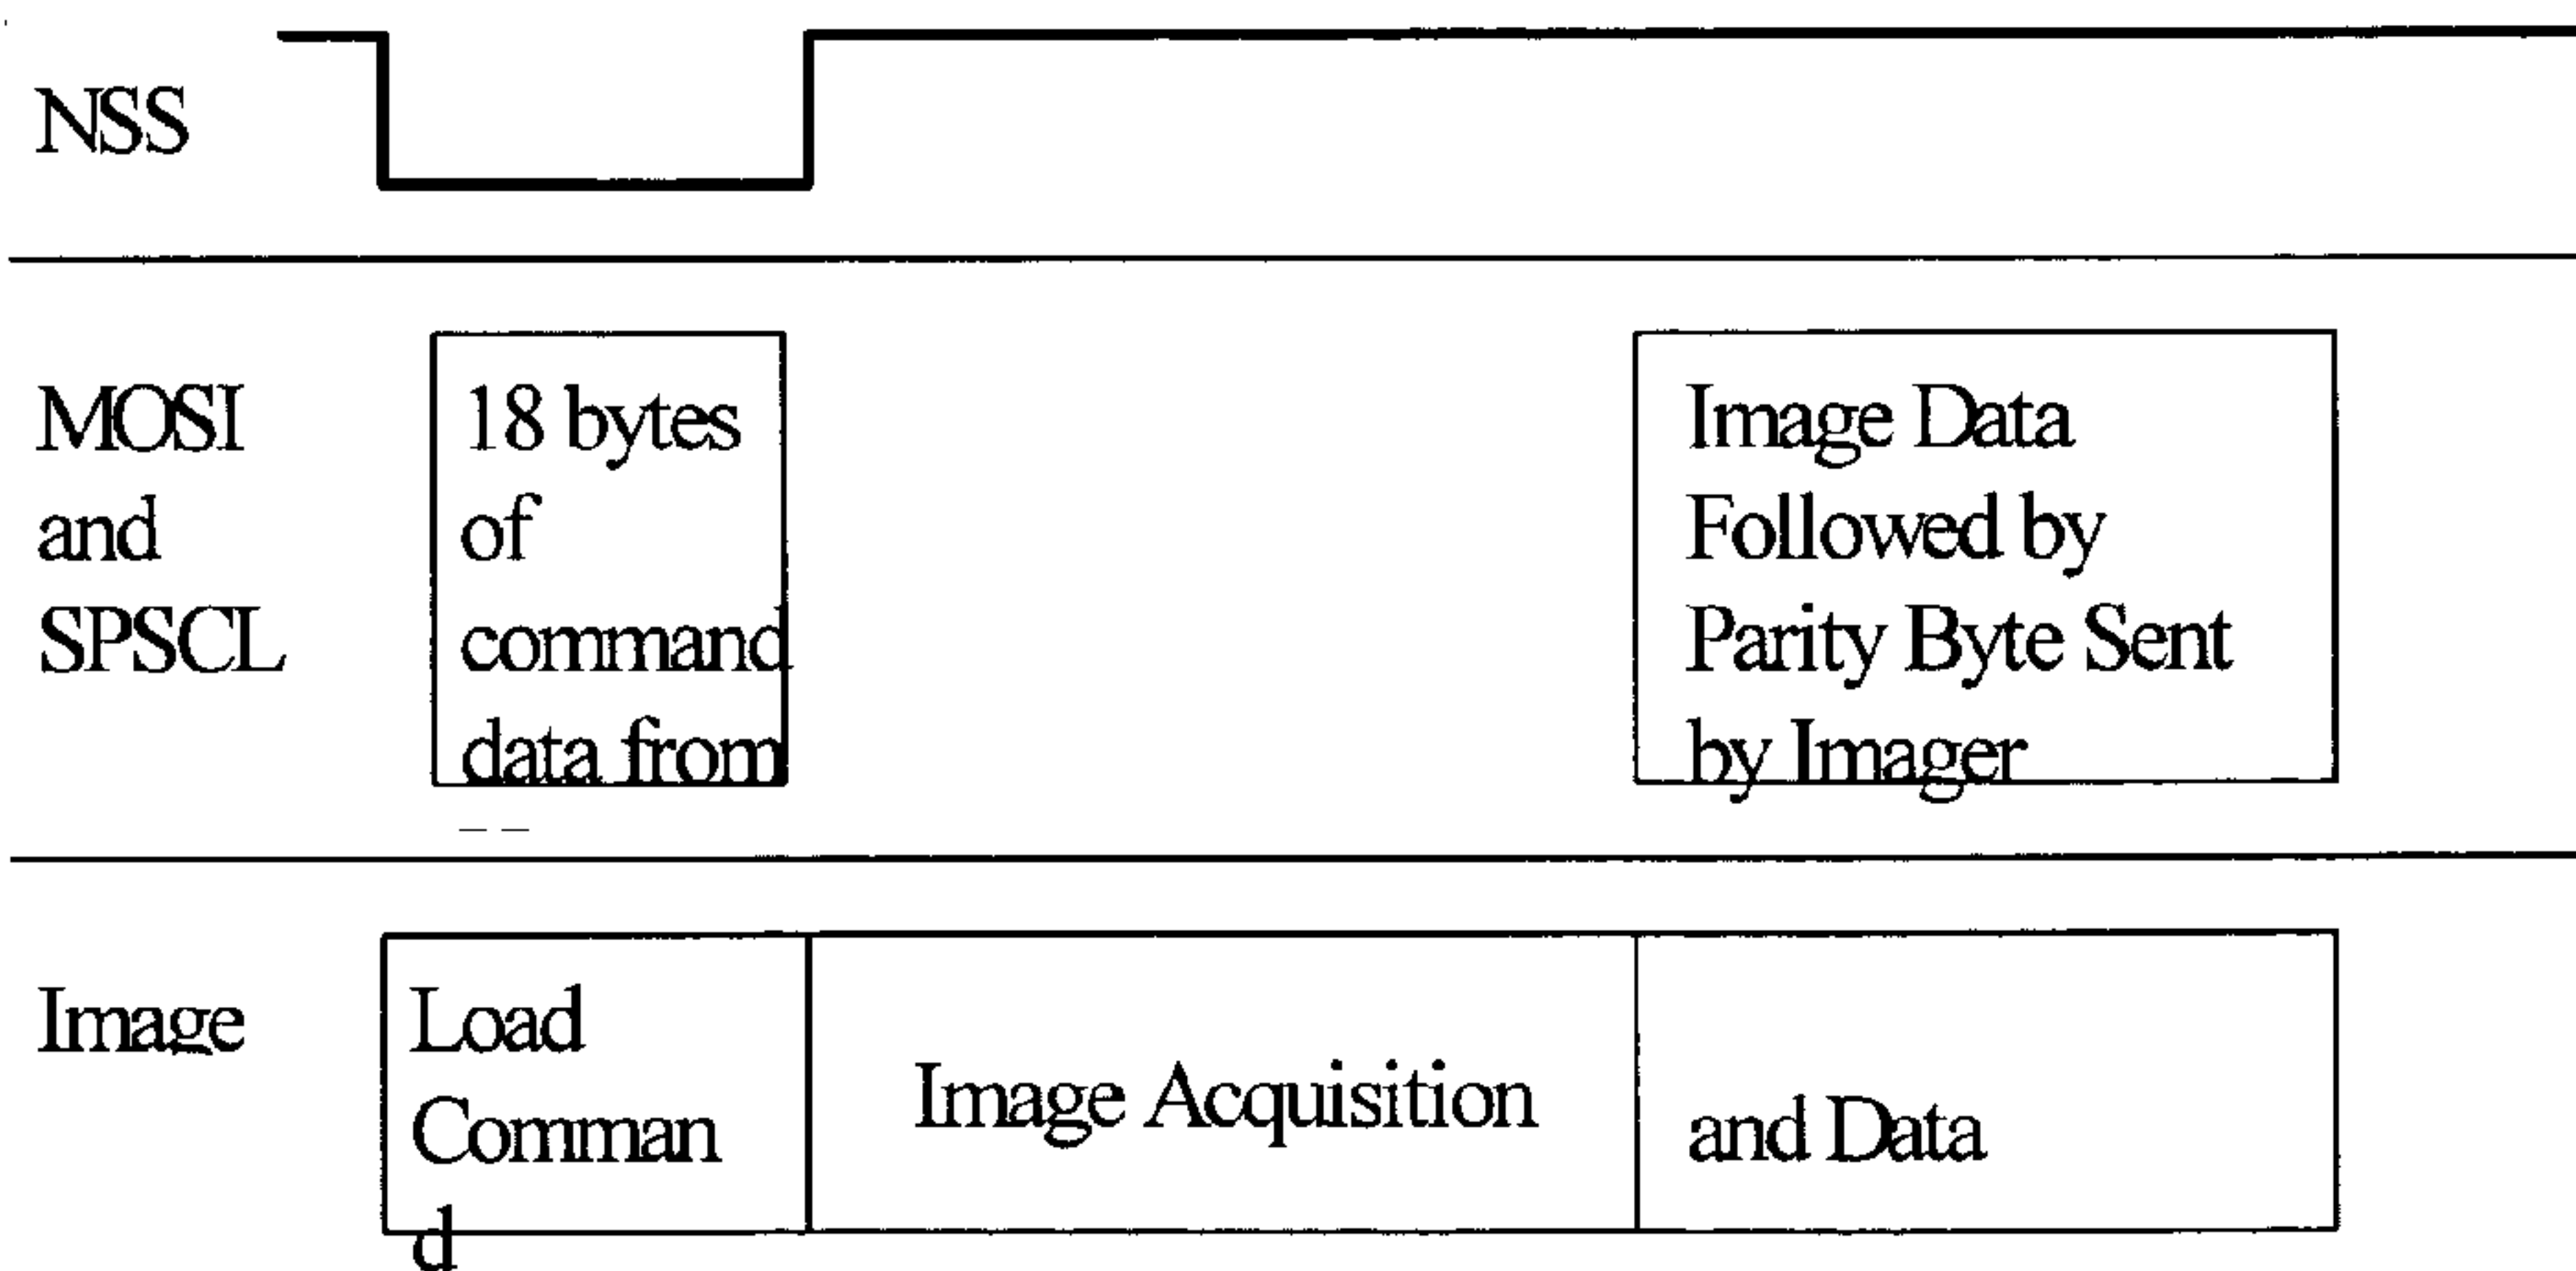 NSS
MOSI
and
SPSCL
18 bytes
of
command
data from
Image Data
Followed by
Parity Byte Sent
by Imager
Image
Load
Comman
d
Image Acquisition
and Data